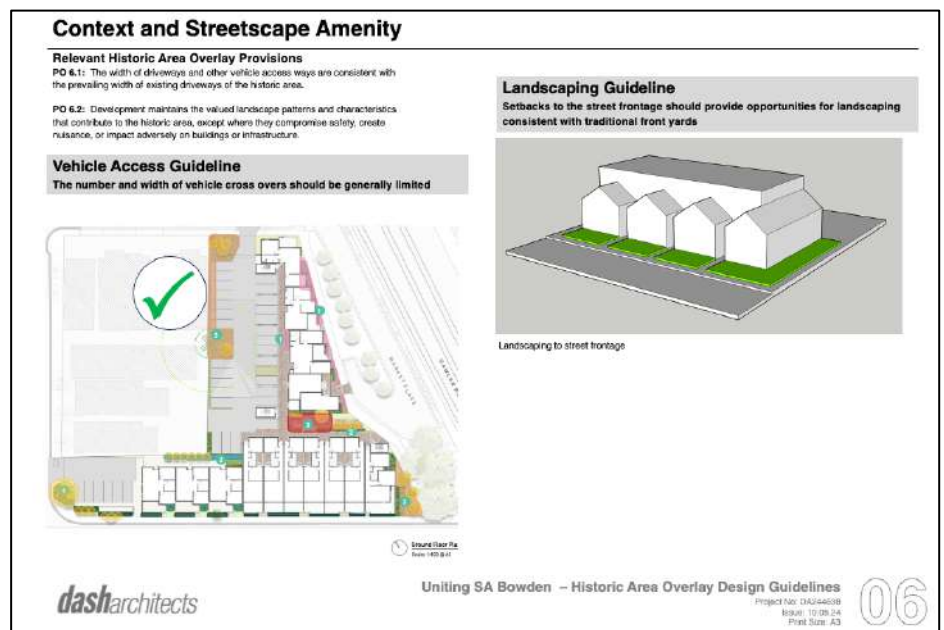 Context and Streetscape Amenity
Relevant Historic Area Overlay Provisions
PO 6.1: The width of driveways and other vehicle access ways are consistent with
the prevailing width of existing driveways of the historic area.
PO 6.2: Development maintains the valued landscape patterns and characteristics
that contribute to the historic area, except where they compromise safety, create
nuisance, or impact adversely on buildings or infrastructure.
Vehicle Access Guideline
The number and width of vehicle cross overs should be generally limited
Landscaping Guideline
Setbacks to the street frontage should provide opportunities for landscaping
consistent with traditional front yards
Landscaping to street frontage
Ground Floor Pla
dasharchitects
Uniting SA Bowden – Historic Area Overlay Design Guidelines
Project No: DA244638
Issue: 10.08.24
Print Size: A3
06